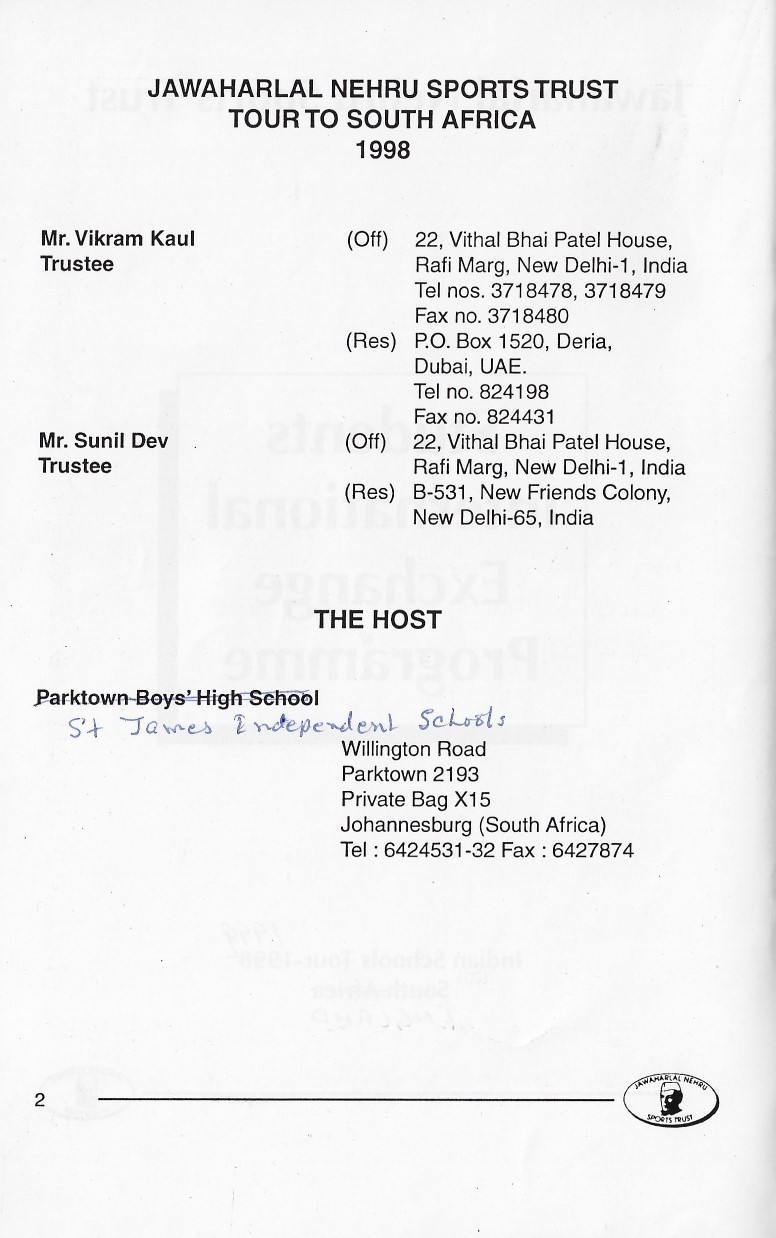 JAWAHARLAL NEHRU SPORTS TRUST
TOUR TO SOUTH AFRICA
1998
Mr. Vikram Kaul (Off) 22, Vithal Bhai Patel House,
Trustee Rafi Marg, New Delhi-1, India
Tel nos. 3718478, 3718479
Fax no. 3718480
(Res) P.O. Box 1520, Deria,
Dubai, UAE.
Tel no. 824198
Fax no. 824431
Mr. Sunil Dev (Off) 22, Vithal Bhai Patel House,
Trustee Rafi Marg, New Delhi-1, India
(Res) B-531, New Friends Colony,
New Delhi-65, India
THE HOST
Parktown Boys' High School
St James Independent Schools
Willington Road
Parktown 2193
Private Bag X15
Johannesburg (South Africa)
Tel : 6424531-32 Fax : 6427874
2
JAWAHARLAL NEHRU
SPORTS TRUST